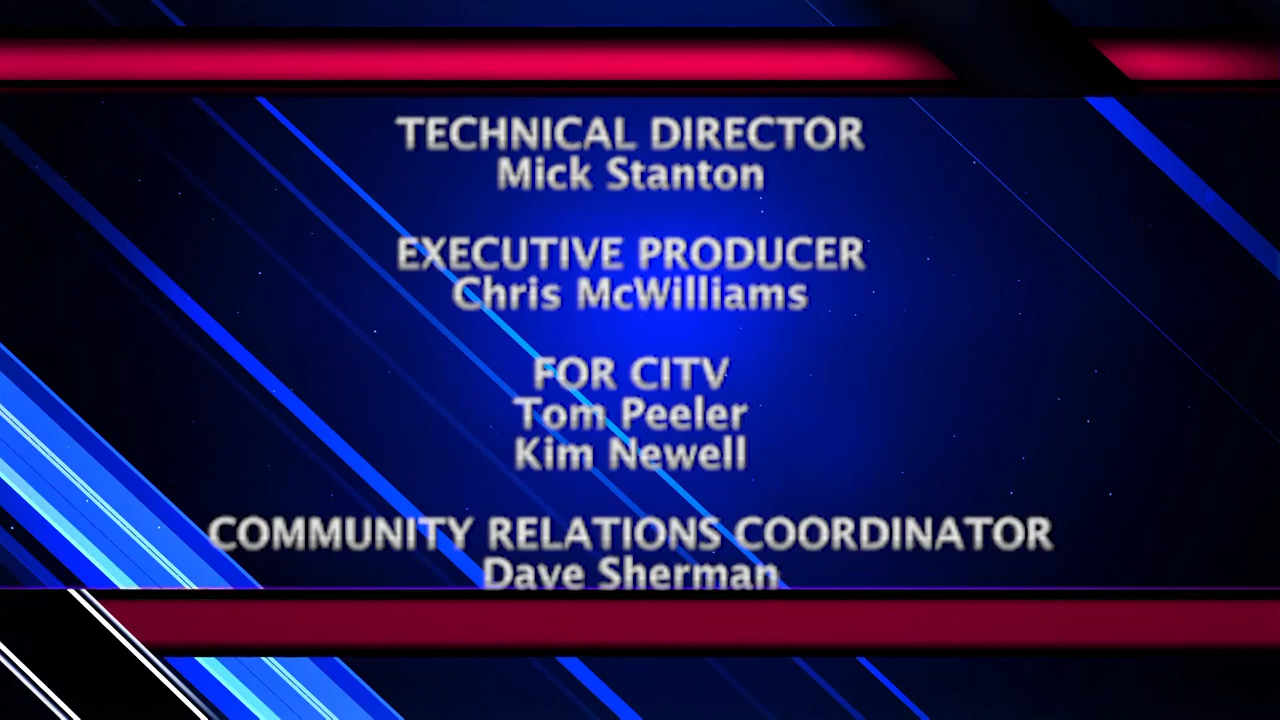 TECHNICAL DIRECTOR
Mick Stanton
EXECUTIVE PRODUCER
Chris McWilliams
FOR CITV
Tom Peeler
Kim Newell
COMMUNITY RELATIONS COORDINATOR
Dave Sherman